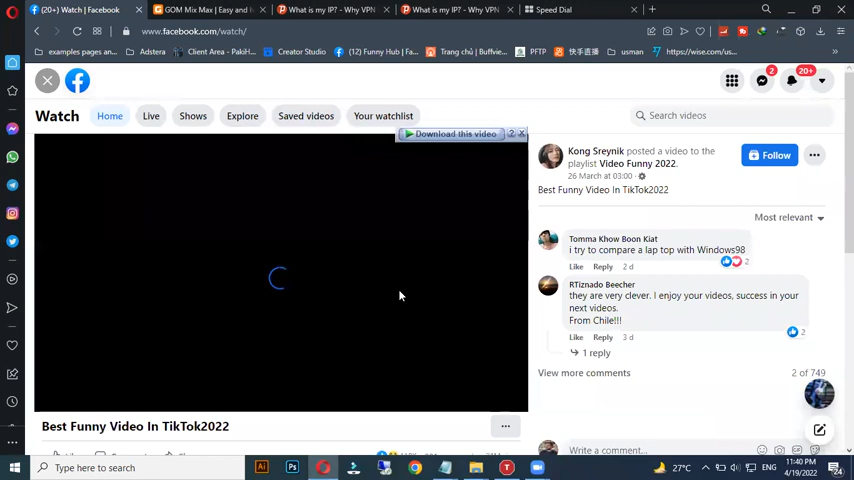 (20+) Watch | Facebook
GOM Mix Max | Easy and
What is my IP? - Why VPN
What is my IP? - Why VPN
Speed Dial
www.facebook.com/watch/
examples pages an...
Adstera
Client Area - PakiH...
Creator Studio
(12) Funny Hub | Fa...
Trang chủ | Buffvie...
PFTP
快手直播
usman
https://wise.com/us...
2
20+
Watch
Home
Live
Shows
Explore
Saved videos
Your watchlist
Search videos
Download this video
?
X
Kong Sreynik posted a video to the
playlist Video Funny 2022.
26 March at 03:00
Follow
Best Funny Video In TikTok2022
Most relevant
Tomma Khow Boon Kiat
i try to compare a lap top with Windows98
2
Like Reply 2 d
RTiznado Beecher
they are very clever. I enjoy your videos, success in your
next videos.
From Chile!!!
2
Like Reply 3 d
1 reply
View more comments
2 of 749
Best Funny Video In TikTok2022
Write a comment...
Type here to search
Ai
Ps
27°C
ENG
11:40 PM
4/19/2022
24